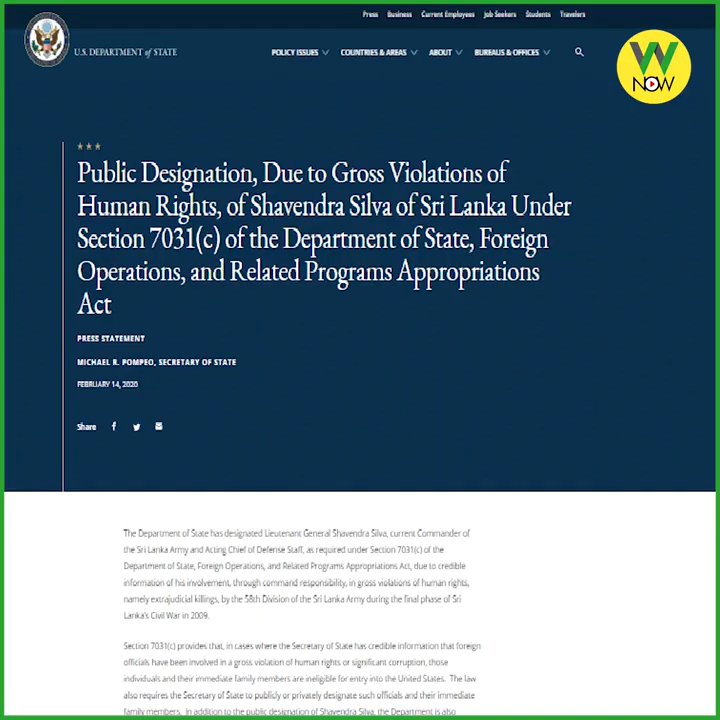 Press Business Current Employees Job Seekers Students Travelers
U.S. DEPARTMENT of STATE
POLICY ISSUES COUNTRIES & AREAS ABOUT BUREAUS & OFFICES
W
NOW
Public Designation, Due to Gross Violations of
Human Rights, of Shavendra Silva of Sri Lanka Under
Section 7031(c) of the Department of State, Foreign
Operations, and Related Programs Appropriations
Act
PRESS STATEMENT
MICHAEL R. POMPEO, SECRETARY OF STATE
FEBRUARY 14, 2020
Share
The Department of State has designated Lieutenant General Shavendra Silva, current Commander of
the Sri Lanka Army and Acting Chief of Defense Staff, as required under Section 7031(c) of the
Department of State, Foreign Operations, and Related Programs Appropriations Act, due to credible
information of his involvement, through command responsibility, in gross violations of human rights,
namely extrajudicial killings, by the 58th Division of the Sri Lanka Army during the final phase of Sri
Lanka's Civil War in 2009.
Section 7031(c) provides that, in cases where the Secretary of State has credible information that foreign
officials have been involved in a gross violation of human rights or significant corruption, those
individuals and their immediate family members are ineligible for entry into the United States. The law
also requires the Secretary of State to publicly or privately designate such officials and their immediate
family members. In addition to the public designation of Shavendra Silva, the Department is also